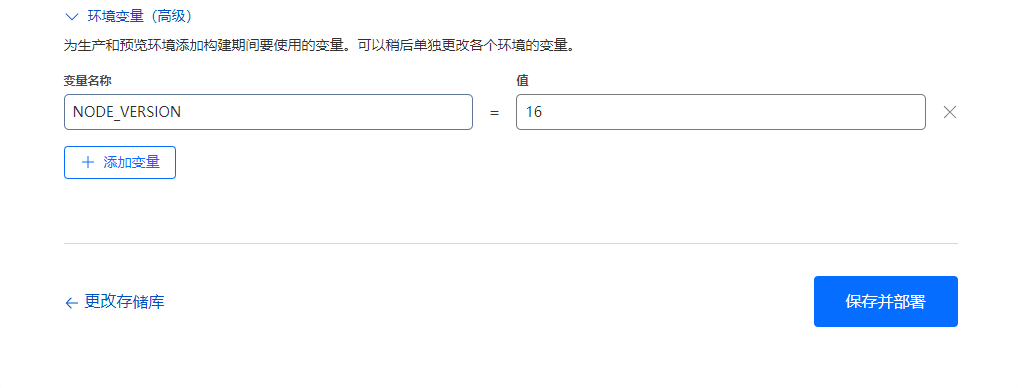 环境变量（高级）
为生产和预览环境添加构建期间要使用的变量。可以稍后单独更改各个环境的变量。
变量名称 值
NODE_VERSION = 16
添加变量
更改存储库 保存并部署